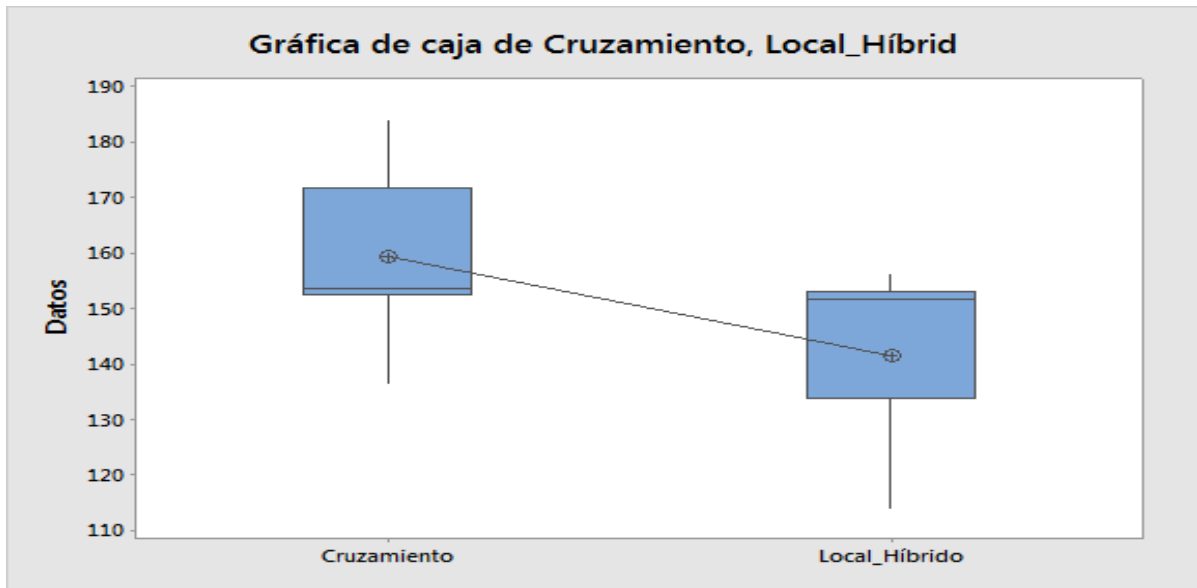 Gráfica de caja de Cruzamiento, Local_Híbrid
190
180
170
160
150
140
130
120
110
Datos
Cruzamiento
Local_Híbrido